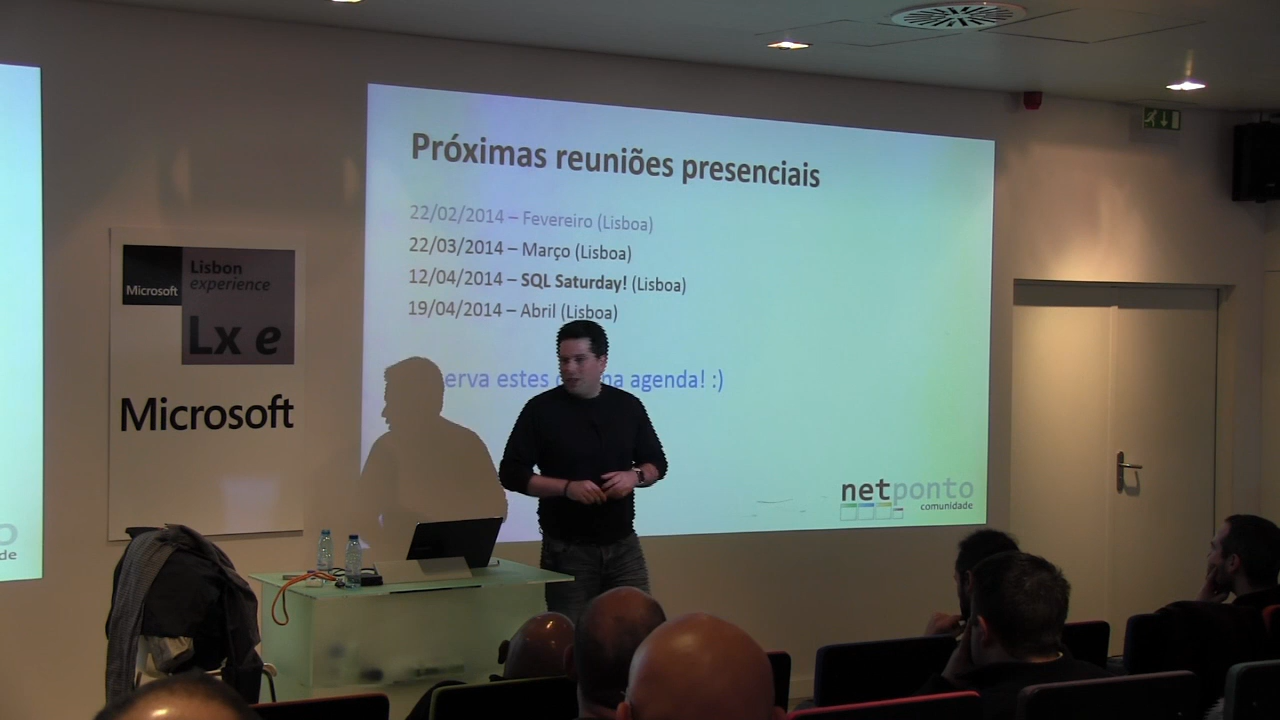 Próximas reuniões presenciais
22/02/2014 – Fevereiro (Lisboa)
22/03/2014 – Março (Lisboa)
12/04/2014 – SQL Saturday! (Lisboa)
19/04/2014 – Abril (Lisboa)
estes na agenda! :)
netponto
comunidade
Microsoft
Lisbon
experience
Lx e
Microsoft